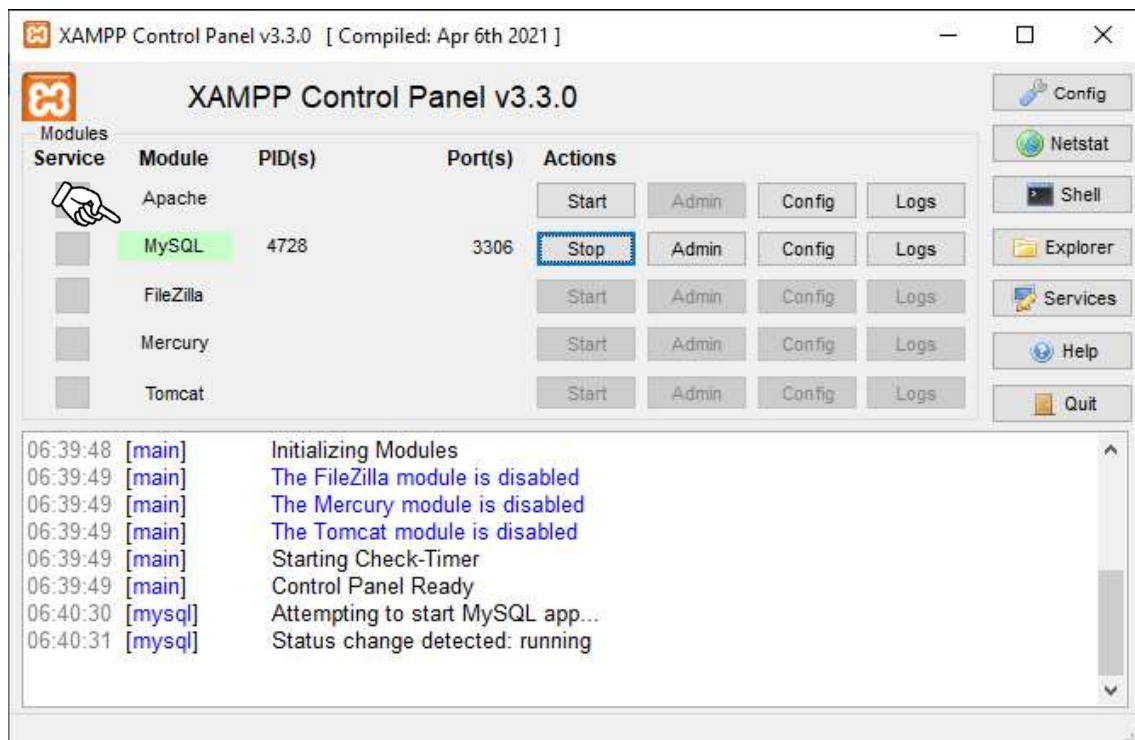 XAMPP Control Panel v3.3.0 [ Compiled: Apr 6th 2021 ]
XAMPP Control Panel v3.3.0
Config
Modules
Service Module PID(s) Port(s) Actions
Netstat
Apache Start Admin Config Logs
Shell
MySQL 4728 3306 Stop Admin Config Logs
Explorer
FileZilla Start Admin Config Logs
Services
Mercury Start Admin Config Logs
Help
Tomcat Start Admin Config Logs
Quit
06:39:48 [main] Initializing Modules
06:39:49 [main] The FileZilla module is disabled
06:39:49 [main] The Mercury module is disabled
06:39:49 [main] The Tomcat module is disabled
06:39:49 [main] Starting Check-Timer
06:39:49 [main] Control Panel Ready
06:40:30 [mysql] Attempting to start MySQL app...
06:40:31 [mysql] Status change detected: running